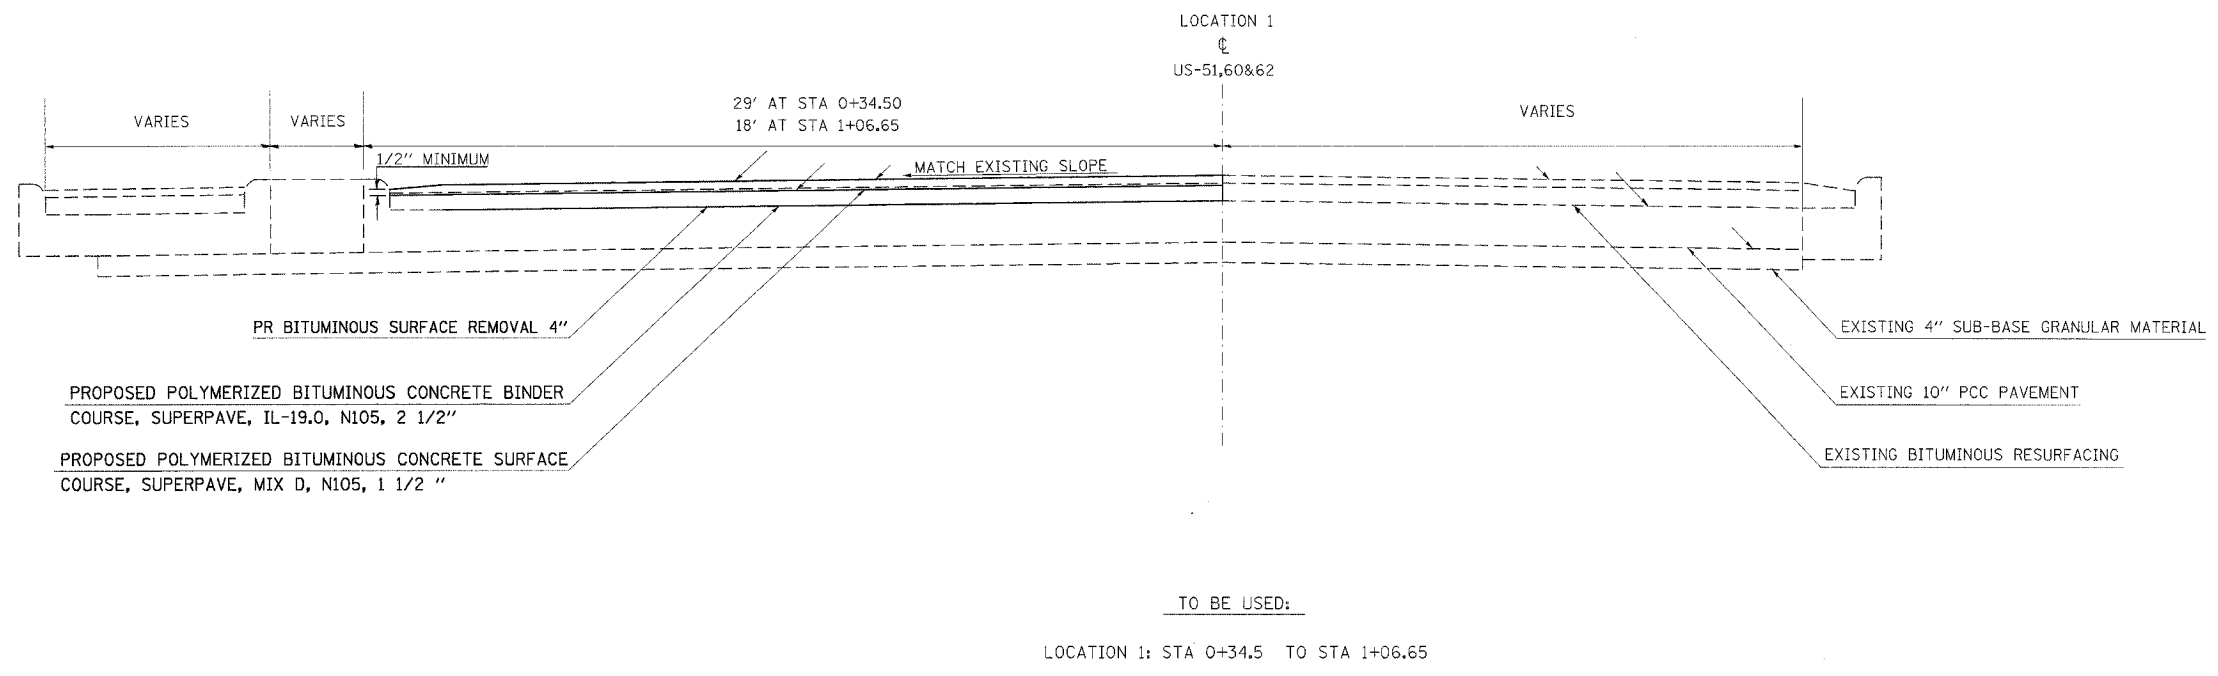 LOCATION 1
℄
US-51,60&62
29' AT STA 0+34.50
18' AT STA 1+06.65
VARIES
VARIES
VARIES
1/2" MINIMUM
MATCH EXISTING SLOPE
PR BITUMINOUS SURFACE REMOVAL 4"
EXISTING 4" SUB-BASE GRANULAR MATERIAL
PROPOSED POLYMERIZED BITUMINOUS CONCRETE BINDER
COURSE, SUPERPAVE, IL-19.0, N105, 2 1/2"
EXISTING 10" PCC PAVEMENT
PROPOSED POLYMERIZED BITUMINOUS CONCRETE SURFACE
COURSE, SUPERPAVE, MIX D, N105, 1 1/2 "
EXISTING BITUMINOUS RESURFACING
TO BE USED:
LOCATION 1: STA 0+34.5 TO STA 1+06.65